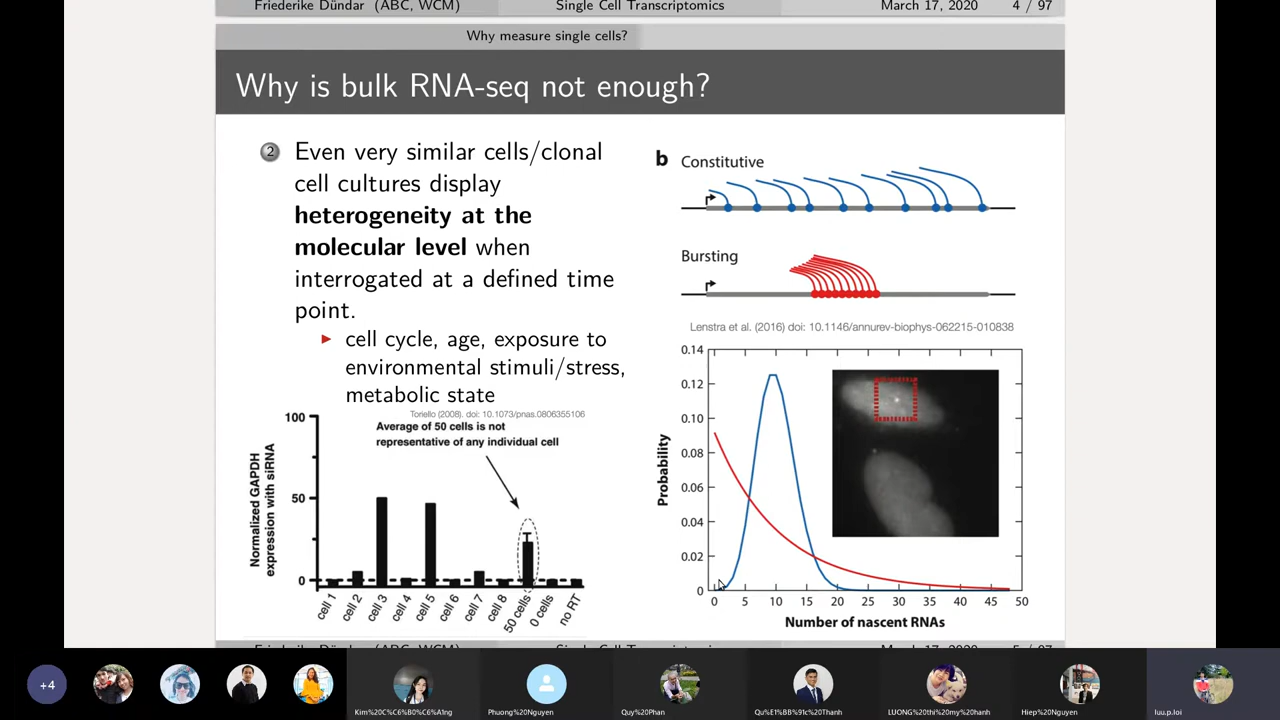 Friederike Dündar (ABC, WCM) Single Cell Transcriptomics March 17, 2020 4 / 97
Why measure single cells?
Why is bulk RNA-seq not enough?
2 Even very similar cells/clonal
cell cultures display
heterogeneity at the
molecular level when
interrogated at a defined time
point.
cell cycle, age, exposure to
environmental stimuli/stress,
metabolic state
Toriello (2008). doi: 10.1073/pnas.0806355106
Average of 50 cells is not
representative of any individual cell
Normalized GAPDH
expression with siRNA
100
50
0
cell 1 cell 2 cell 3 cell 4 cell 5 cell 6 cell 7 cell 8 50 cells 0 cells no RT
b Constitutive
Bursting
Lenstra et al. (2016) doi: 10.1146/annurev-biophys-062215-010838
Probability
0.14
0.12
0.10
0.08
0.06
0.04
0.02
0
0 5 10 15 20 25 30 35 40 45 50
Number of nascent RNAs
Friederike Dündar (ABC, WCM) Single Cell Transcriptomics March 17, 2020 5 / 97
+4
Kim%20C%C6%B0%C6%A1ng Phuong%20Nguyen Quy%20Phan Qu%E1%BB%91c%20Thanh LUONG%20thi%20my%20hanh Hiep%20Nguyen luu.p.loi